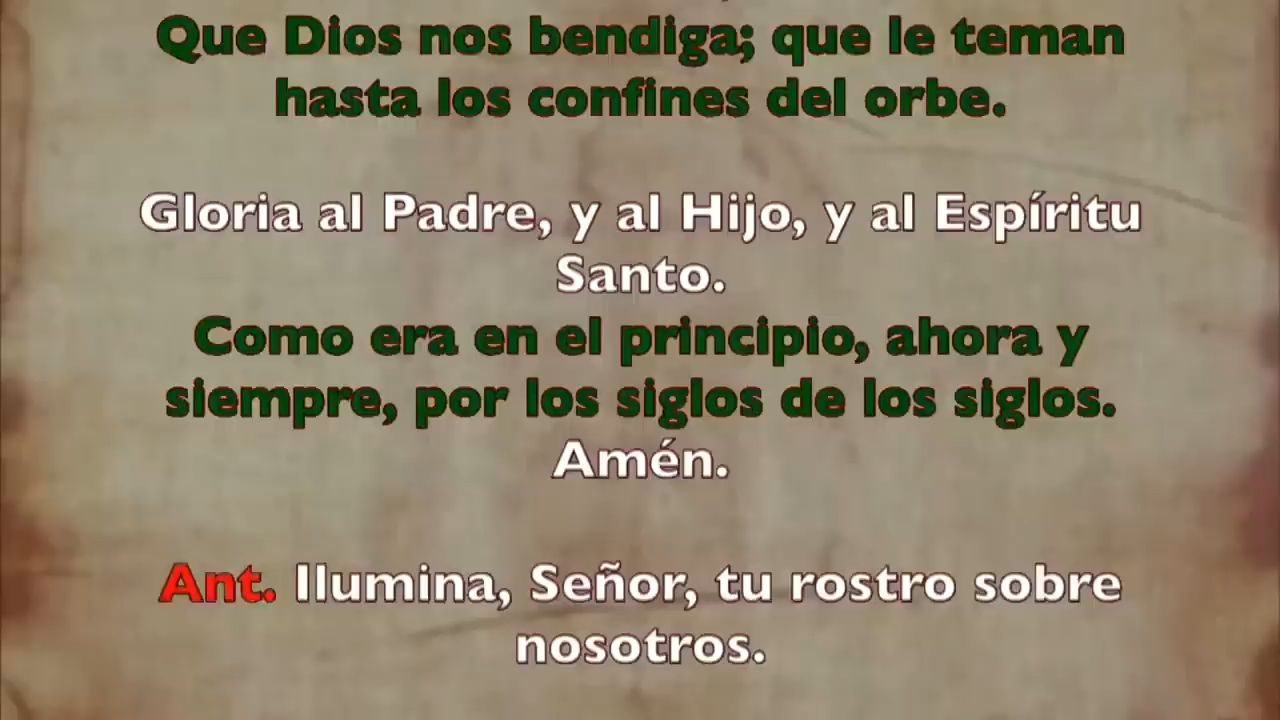 Que Dios nos bendiga; que le teman
hasta los confines del orbe.
Gloria al Padre, y al Hijo, y al Espíritu
Santo.
Como era en el principio, ahora y
siempre, por los siglos de los siglos.
Amén.
Ant. Ilumina, Señor, tu rostro sobre
nosotros.